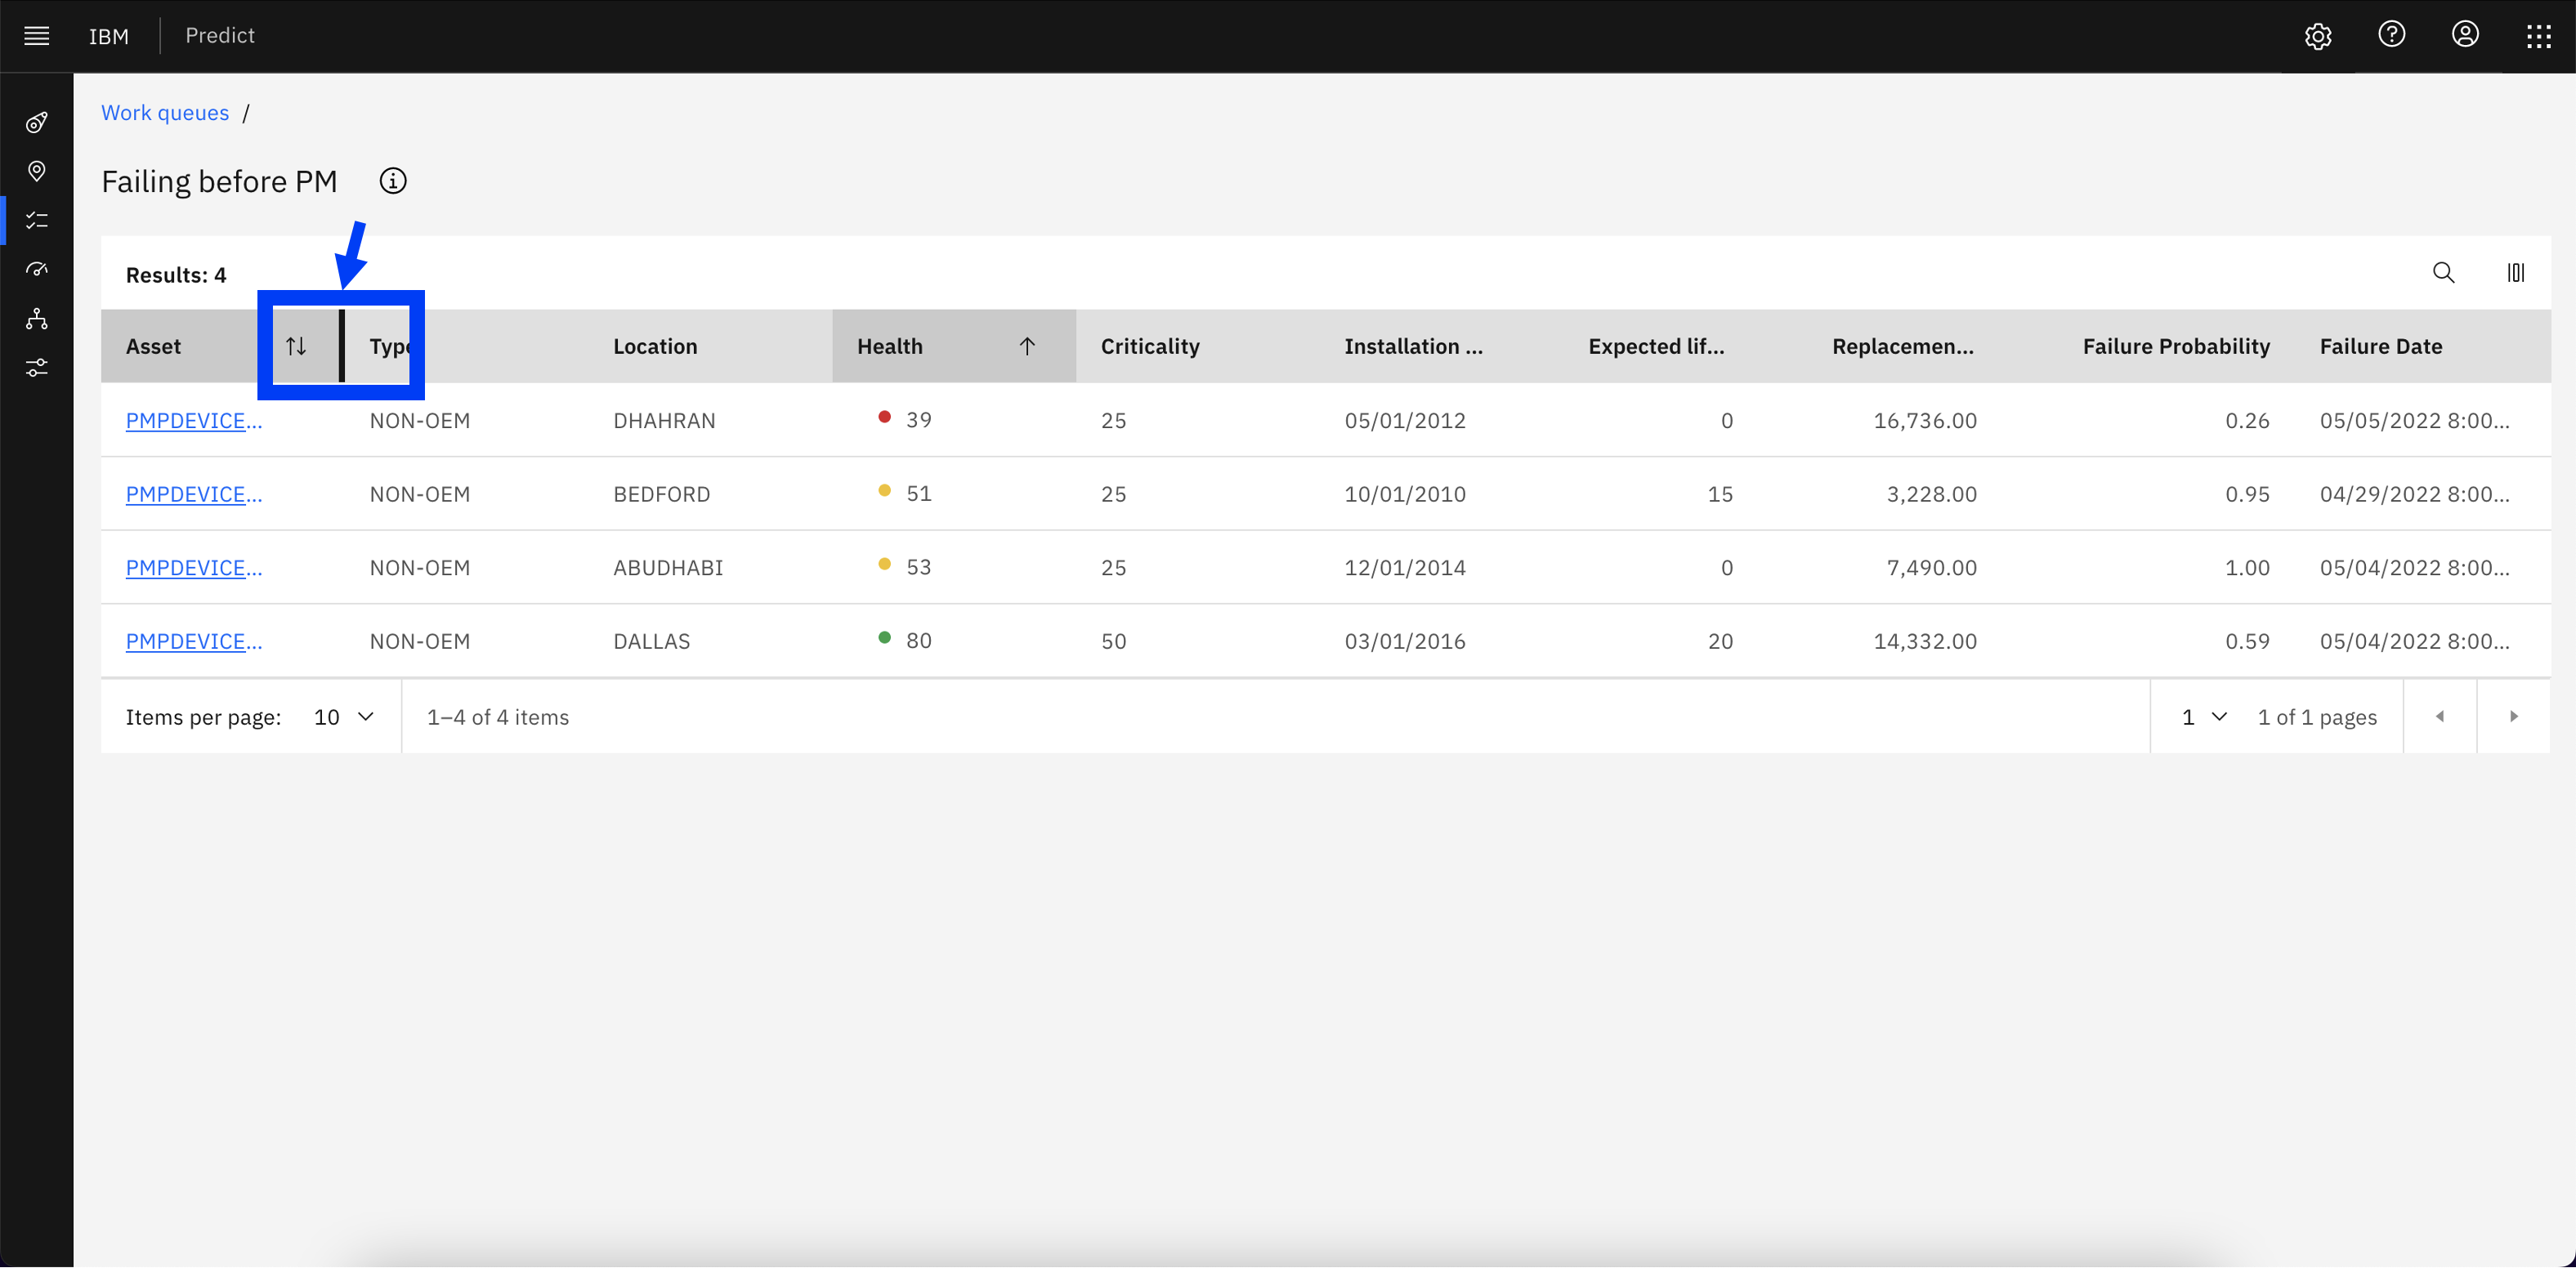 IBM Predict
Work queues /
Failing before PM
Results: 4
Asset Type Location Health Criticality Installation ... Expected lif... Replacemen... Failure Probability Failure Date
PMPDEVICE... NON-OEM DHAHRAN 39 25 05/01/2012 0 16,736.00 0.26 05/05/2022 8:00...
PMPDEVICE... NON-OEM BEDFORD 51 25 10/01/2010 15 3,228.00 0.95 04/29/2022 8:00...
PMPDEVICE... NON-OEM ABUDHABI 53 25 12/01/2014 0 7,490.00 1.00 05/04/2022 8:00...
PMPDEVICE... NON-OEM DALLAS 80 50 03/01/2016 20 14,332.00 0.59 05/04/2022 8:00...
Items per page: 10 1–4 of 4 items 1 1 of 1 pages